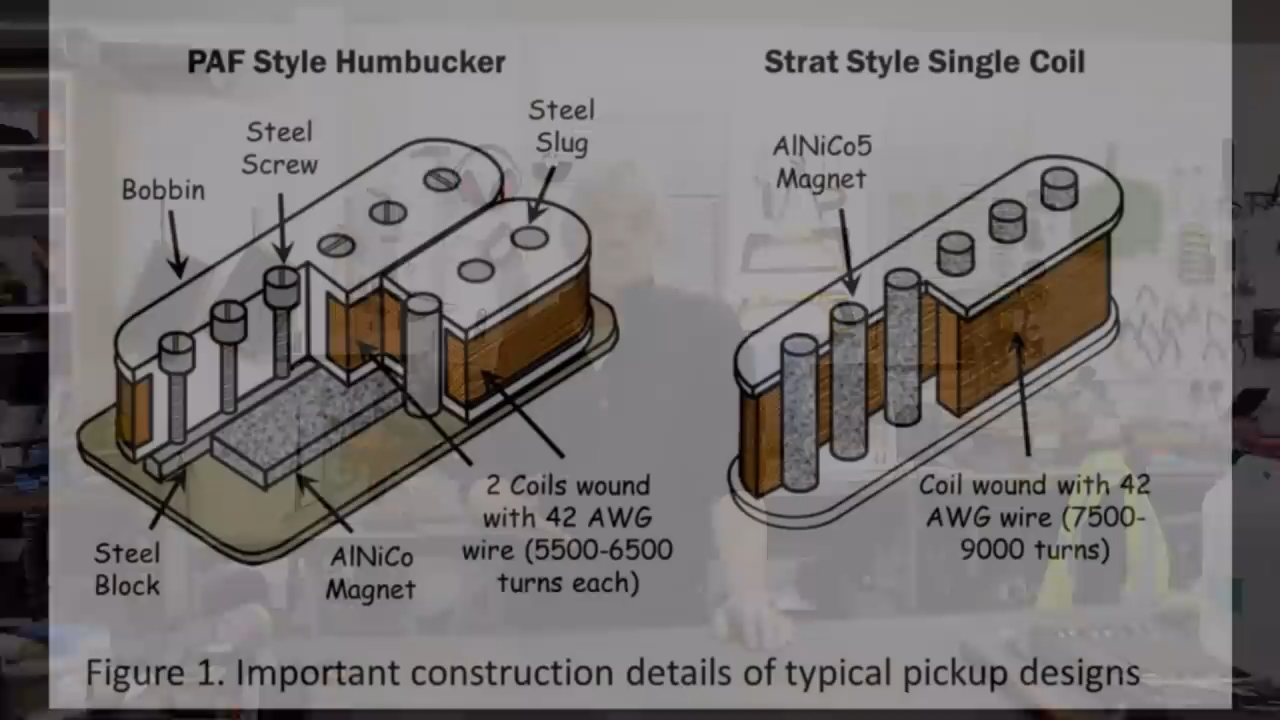 PAF Style Humbucker
Strat Style Single Coil
Steel
Slug
Steel
Screw
Bobbin
AlNiCo5
Magnet
2 Coils wound
with 42 AWG
wire (5500-6500
turns each)
Coil wound with 42
AWG wire (7500-
9000 turns)
Steel
Block
AlNiCo
Magnet
Figure 1. Important construction details of typical pickup designs